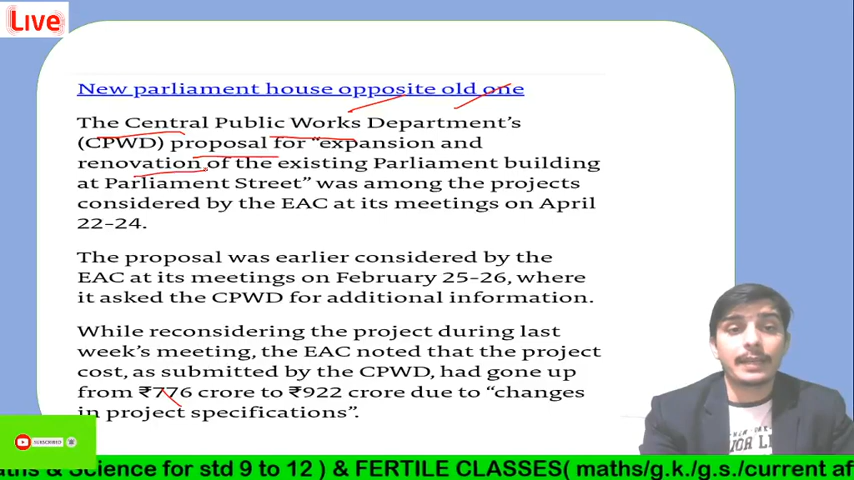 LIVE
New parliament house opposite old one
The Central Public Works Department's
(CPWD) proposal for "expansion and
renovation of the existing Parliament building
at Parliament Street" was among the projects
considered by the EAC at its meetings on April
22-24.
The proposal was earlier considered by the
EAC at its meetings on February 25-26, where
it asked the CPWD for additional information.
While reconsidering the project during last
week's meeting, the EAC noted that the project
cost, as submitted by the CPWD, had gone up
from ₹776 crore to ₹922 crore due to "changes
in project specifications".
SUBSCRIBED
& Science for std 9 to 12 ) & FERTILE CLASSES( maths/g.k./g.s./current